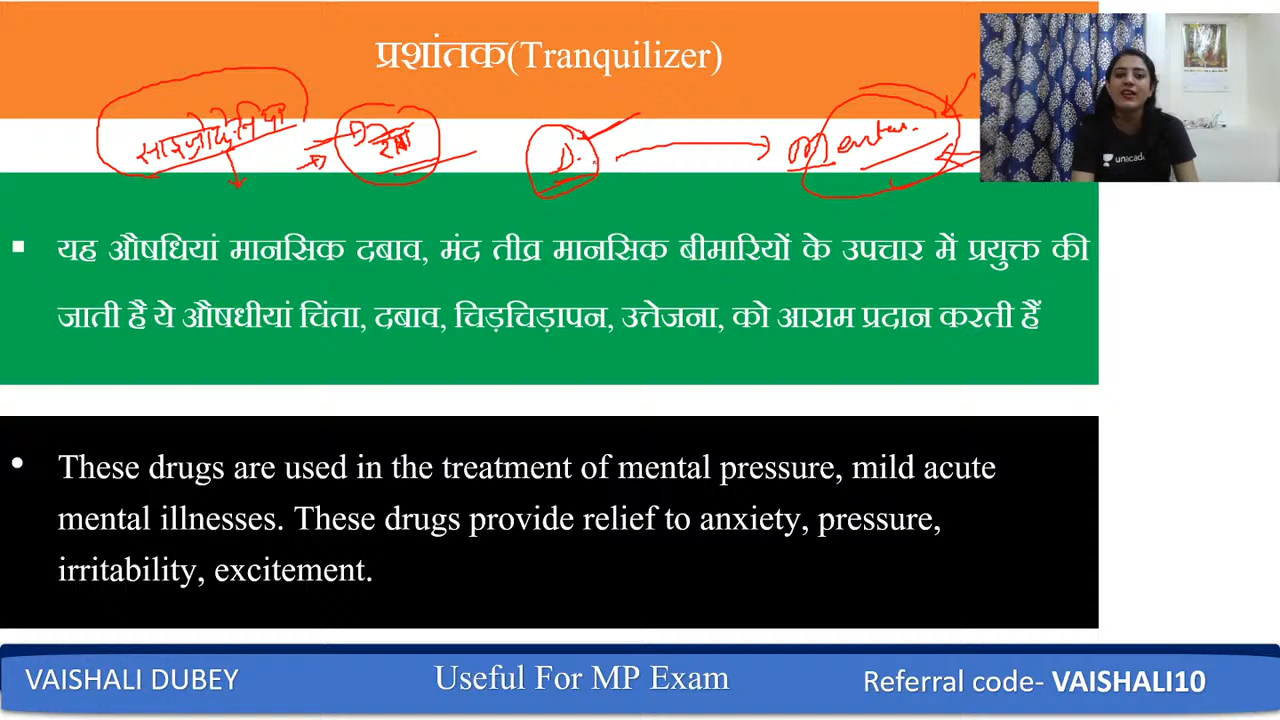 प्रशांतक(Tranquilizer)
D.
unacade
यह औषधियां मानसिक दबाव, मंद तीव्र मानसिक बीमारियों के उपचार में प्रयुक्त की
जाती हैं ये औषधीयां चिंता, दबाव, चिड़चिड़ापन, उत्तेजना, को आराम प्रदान करती हैं
These drugs are used in the treatment of mental pressure, mild acute
mental illnesses. These drugs provide relief to anxiety, pressure,
irritability, excitement.
VAISHALI DUBEY
Useful For MP Exam
Referral code- VAISHALI10